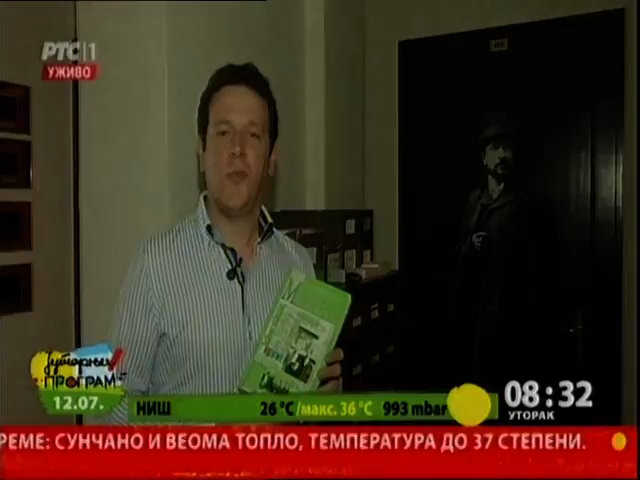 РТС|1
УЖИВО
Јутарњи
ПРОГРАМ
12.07.
НИШ 26 °C/макс. 36 °C 993 mbar
08:32
УТОРАК
РЕМЕ: СУНЧАНО И ВЕОМА ТОПЛО, ТЕМПЕРАТУРА ДО 37 СТЕПЕНИ.